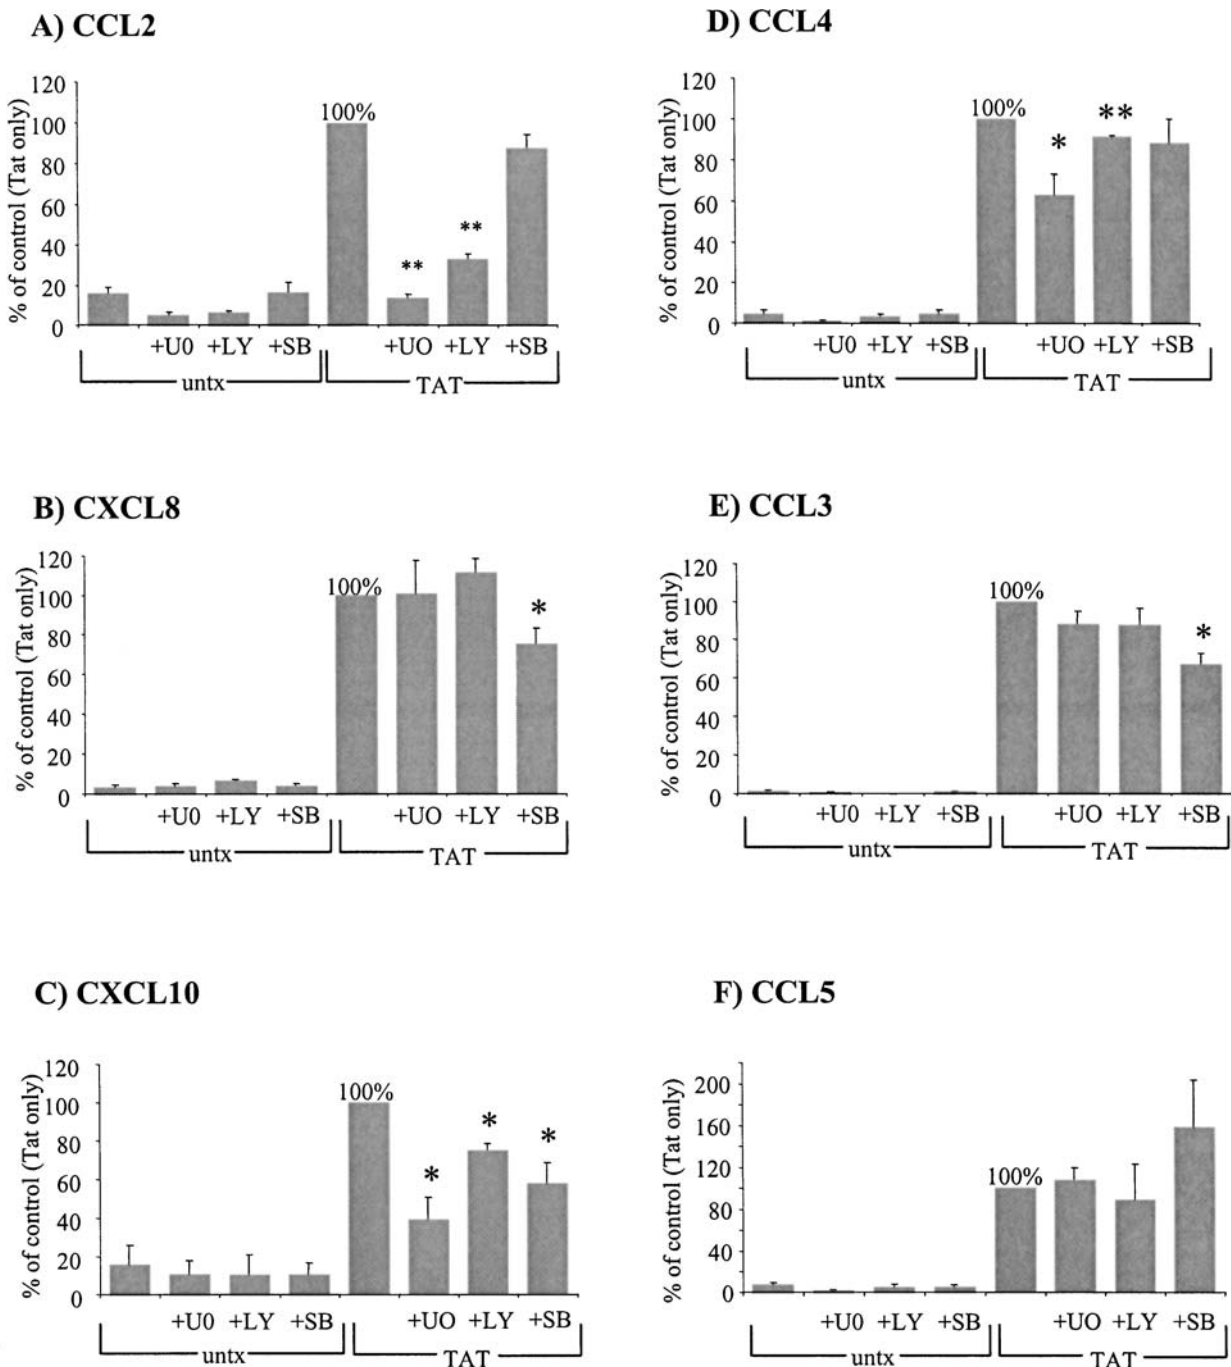 A) CCL2
% of control (Tat only)
120
100
80
60
40
20
0
100%
**
**
+U0 +LY +SB +UO +LY +SB
untx TAT
B) CXCL8
% of control (Tat only)
120
100
80
60
40
20
0
100%
*
+U0 +LY +SB +UO +LY +SB
untx TAT
C) CXCL10
% of control (Tat only)
120
100
80
60
40
20
0
100%
* * *
+U0 +LY +SB +UO +LY +SB
untx TAT
D) CCL4
% of control (Tat only)
120
100
80
60
40
20
0
100%
* **
+U0 +LY +SB +UO +LY +SB
untx TAT
E) CCL3
% of control (Tat only)
120
100
80
60
40
20
0
100%
*
+U0 +LY +SB +UO +LY +SB
untx TAT
F) CCL5
% of control (Tat only)
200
160
120
80
40
0
100%
+U0 +LY +SB +UO +LY +SB
untx TAT